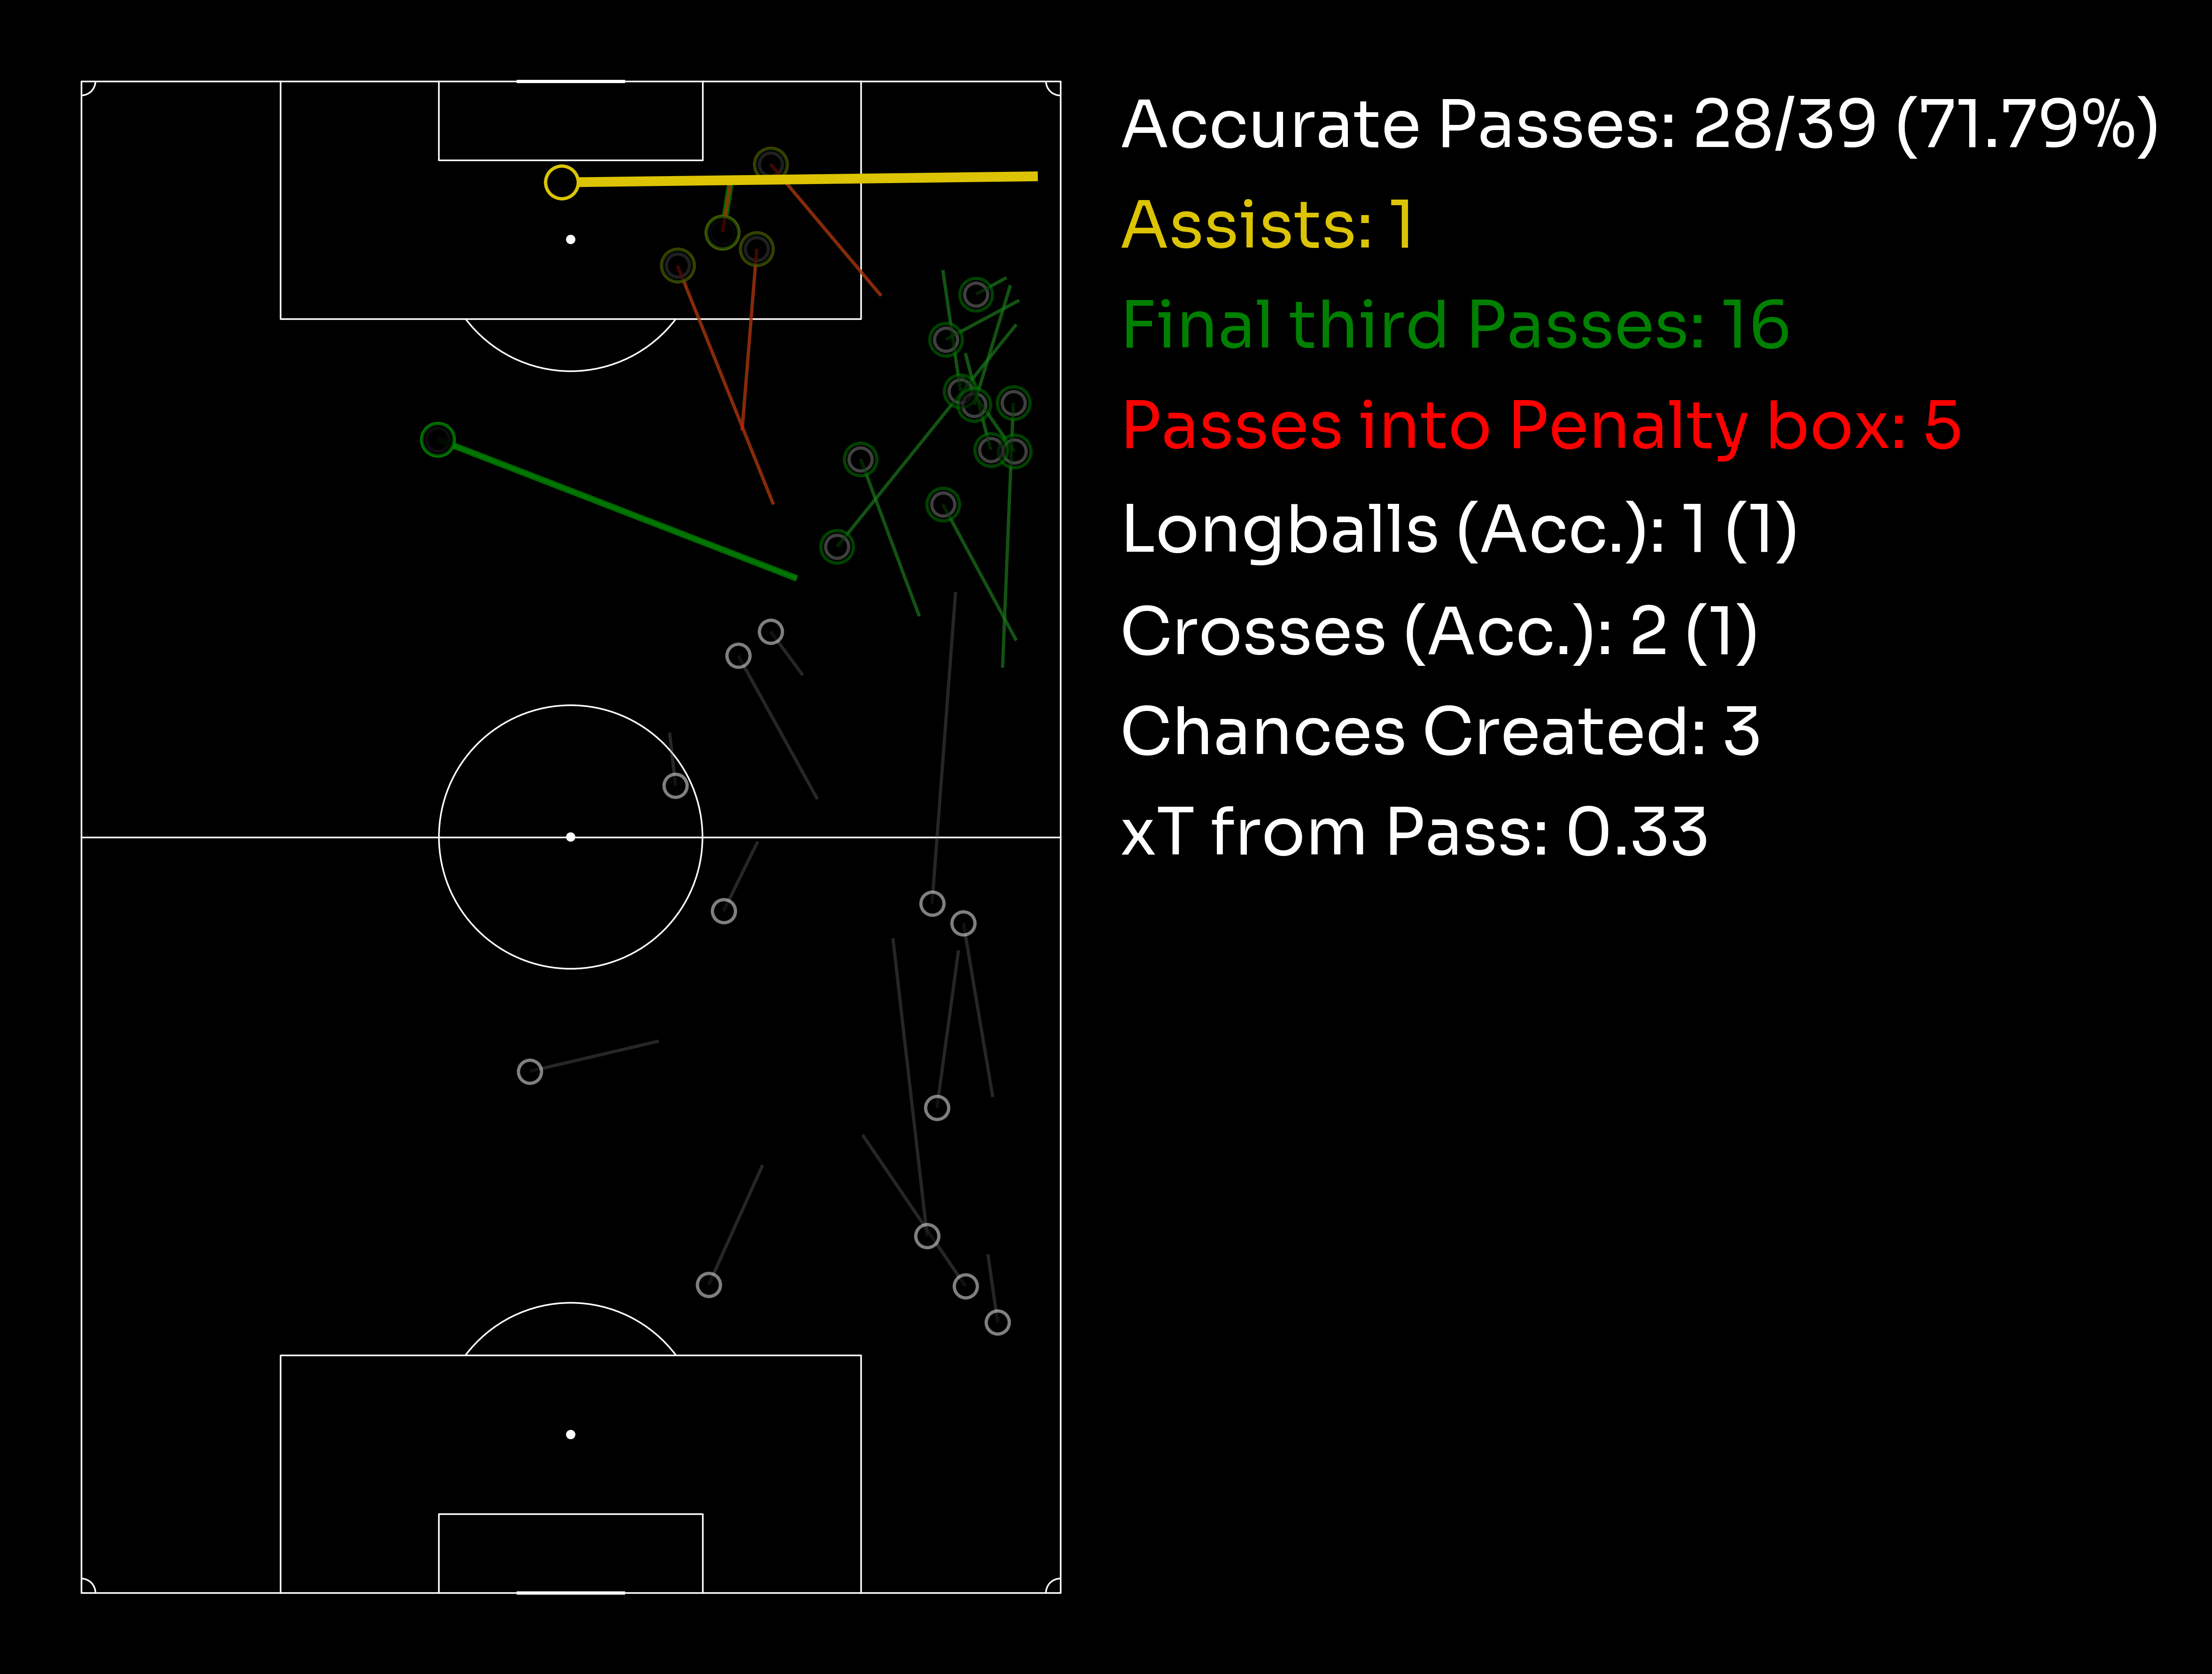 Accurate Passes: 28/39 (71.79%)
Assists: 1
Final third Passes: 16
Passes into Penalty box: 5
Longballs (Acc.): 1 (1)
Crosses (Acc.): 2 (1)
Chances Created: 3
xT from Pass: 0.33